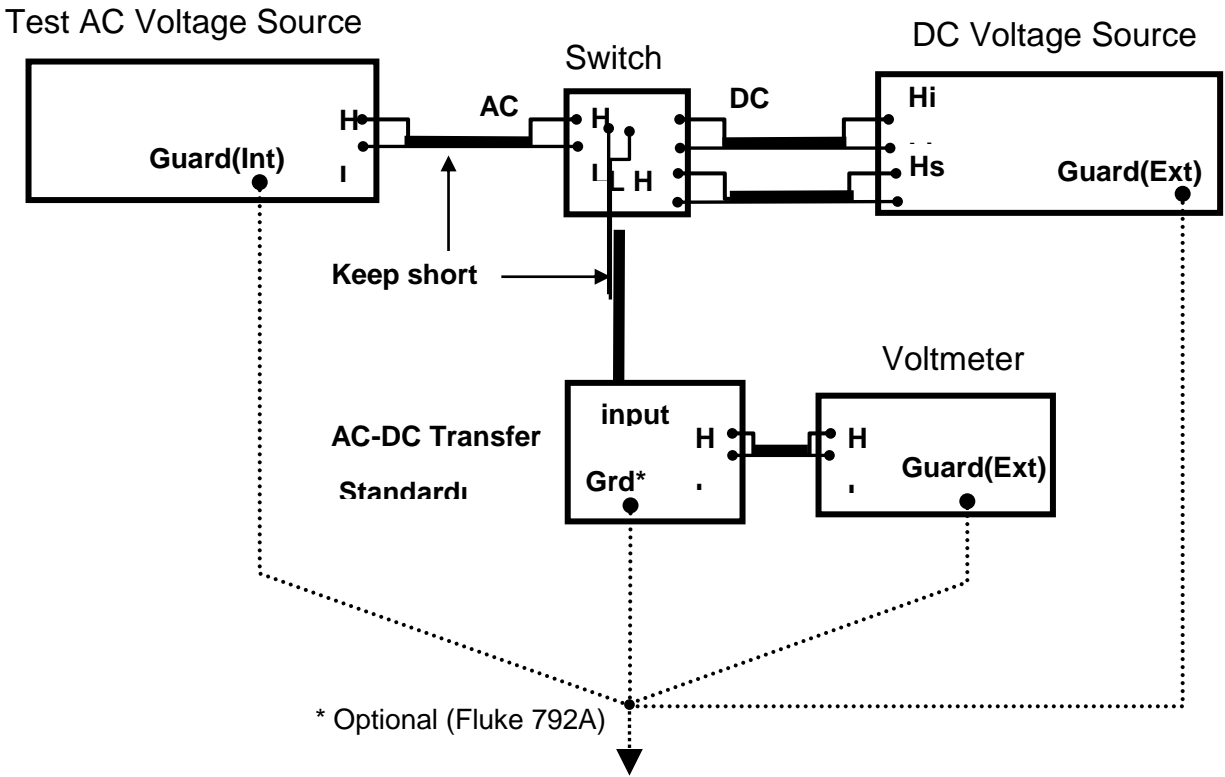 Test AC Voltage Source
Switch
DC Voltage Source
H
AC
H
DC
Hi
Guard(Int)
L H
Hs
Guard(Ext)
Keep short
Voltmeter
input
AC-DC Transfer
H
H
Standard
Grd*
Guard(Ext)
* Optional (Fluke 792A)